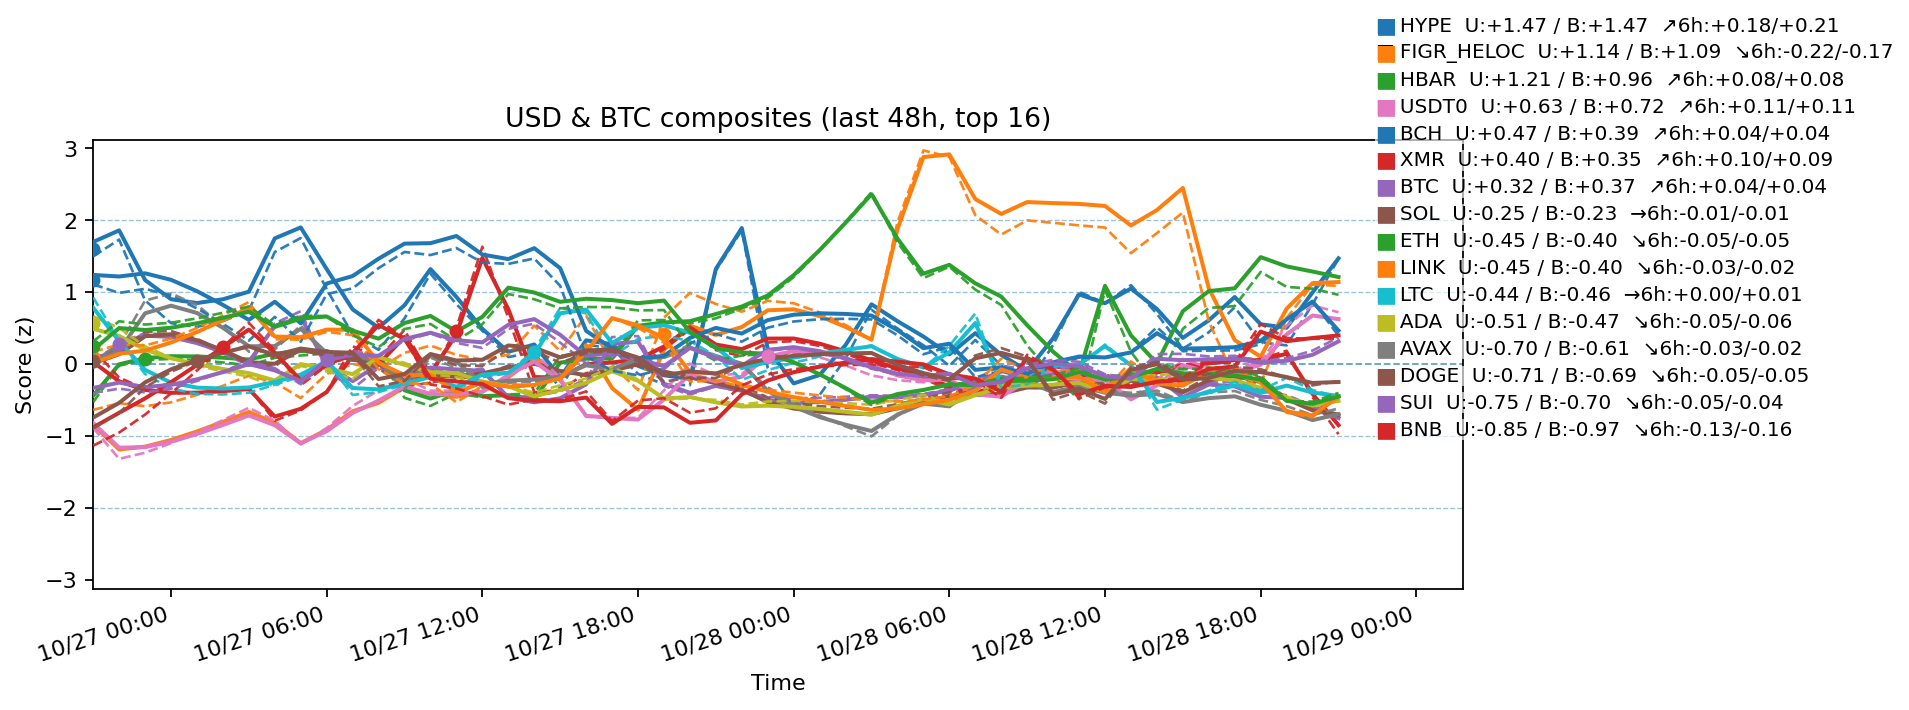 HYPE  U:+1.47 / B:+1.47  ↗6h:+0.18/+0.21
FIGR_HELOC  U:+1.14 / B:+1.09  ↘6h:-0.22/-0.17
HBAR  U:+1.21 / B:+0.96  ↗6h:+0.08/+0.08
USDT0  U:+0.63 / B:+0.72  ↗6h:+0.11/+0.11
BCH  U:+0.47 / B:+0.39  ↗6h:+0.04/+0.04
XMR  U:+0.40 / B:+0.35  ↗6h:+0.10/+0.09
BTC  U:+0.32 / B:+0.37  ↗6h:+0.04/+0.04
SOL  U:-0.25 / B:-0.23  →6h:-0.01/-0.01
ETH  U:-0.45 / B:-0.40  ↘6h:-0.05/-0.05
LINK  U:-0.45 / B:-0.40  ↘6h:-0.03/-0.02
LTC  U:-0.44 / B:-0.46  →6h:+0.00/+0.01
ADA  U:-0.51 / B:-0.47  ↘6h:-0.05/-0.06
AVAX  U:-0.70 / B:-0.61  ↘6h:-0.03/-0.02
DOGE  U:-0.71 / B:-0.69  ↘6h:-0.05/-0.05
SUI  U:-0.75 / B:-0.70  ↘6h:-0.05/-0.04
BNB  U:-0.85 / B:-0.97  ↘6h:-0.13/-0.16
USD & BTC composites (last 48h, top 16)
Score (z)
3
2
1
0
−1
−2
−3
10/27 00:00
10/27 06:00
10/27 12:00
10/27 18:00
10/28 00:00
10/28 06:00
10/28 12:00
10/28 18:00
10/29 00:00
Time